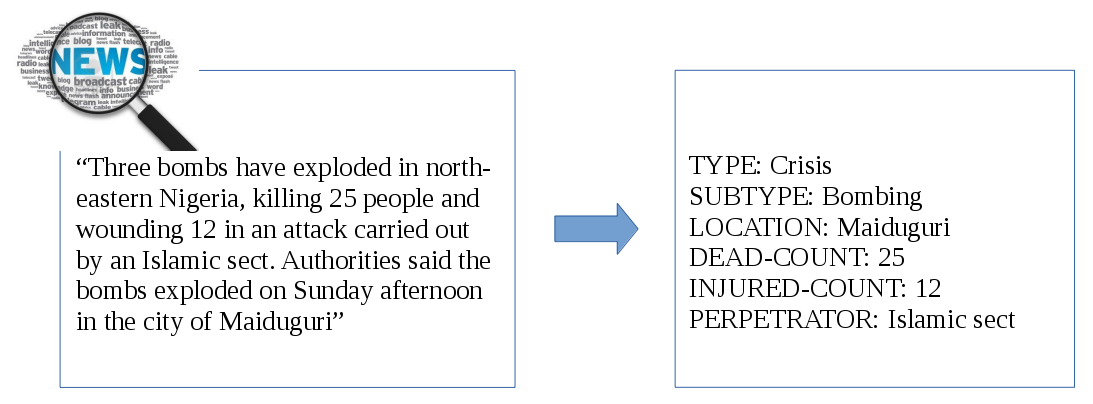 NEWS
“Three bombs have exploded in north-
eastern Nigeria, killing 25 people and
wounding 12 in an attack carried out
by an Islamic sect. Authorities said the
bombs exploded on Sunday afternoon
in the city of Maiduguri”
TYPE: Crisis
SUBTYPE: Bombing
LOCATION: Maiduguri
DEAD-COUNT: 25
INJURED-COUNT: 12
PERPETRATOR: Islamic sect